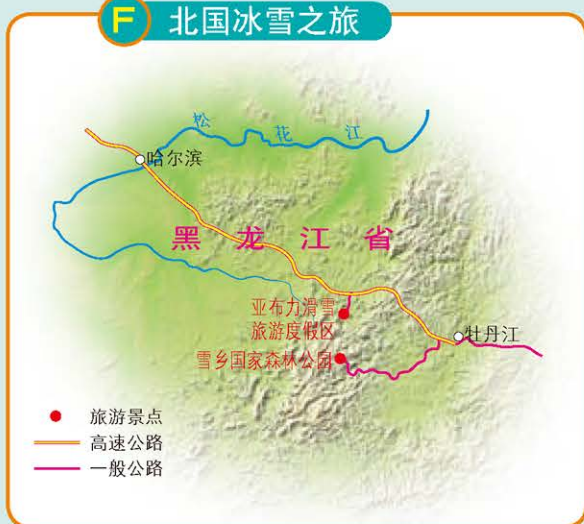 F 北国冰雪之旅
松花江
哈尔滨
黑龙江省
亚布力滑雪
旅游度假区
牡丹江
雪乡国家森林公园
旅游景点
高速公路
一般公路